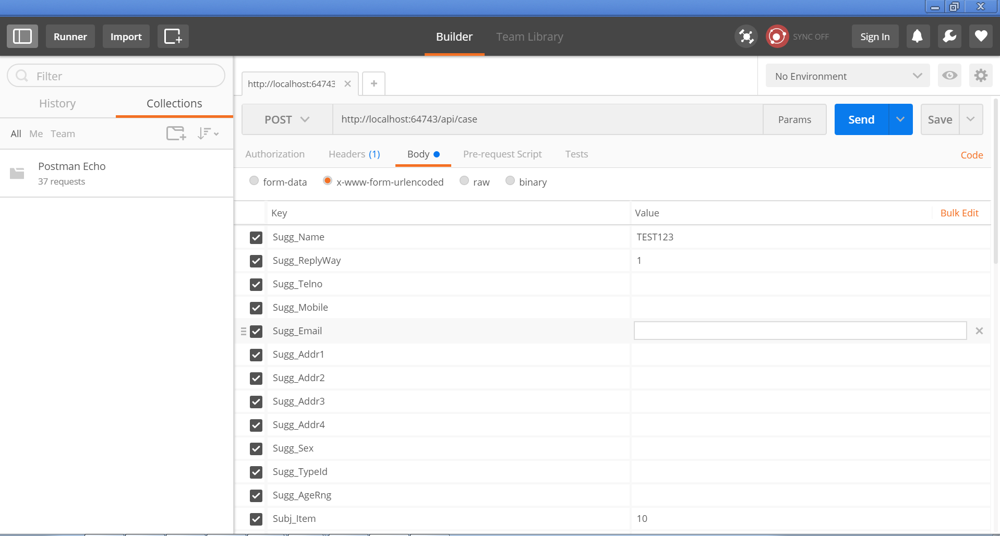 Runner Import Builder Team Library SYNC OFF Sign In
Filter
http://localhost:64743
No Environment
History Collections
POST http://localhost:64743/api/case Params Send Save
All Me Team
Authorization Headers (1) Body Pre-request Script Tests Code
Postman Echo
37 requests
form-data x-www-form-urlencoded raw binary
Key Value Bulk Edit
Sugg_Name TEST123
Sugg_ReplyWay 1
Sugg_Telno
Sugg_Mobile
Sugg_Email
Sugg_Addr1
Sugg_Addr2
Sugg_Addr3
Sugg_Addr4
Sugg_Sex
Sugg_TypeId
Sugg_AgeRng
Subj_Item 10